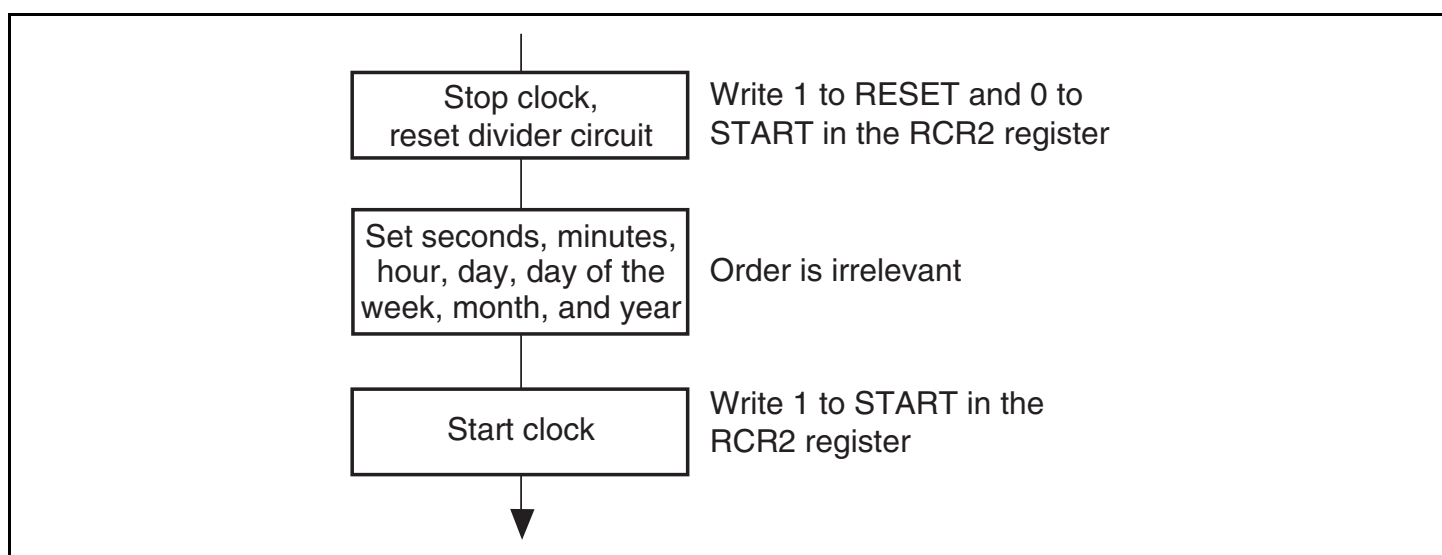 Stop clock,
reset divider circuit
Write 1 to RESET and 0 to
START in the RCR2 register
Set seconds, minutes,
hour, day, day of the
week, month, and year
Order is irrelevant
Start clock
Write 1 to START in the
RCR2 register